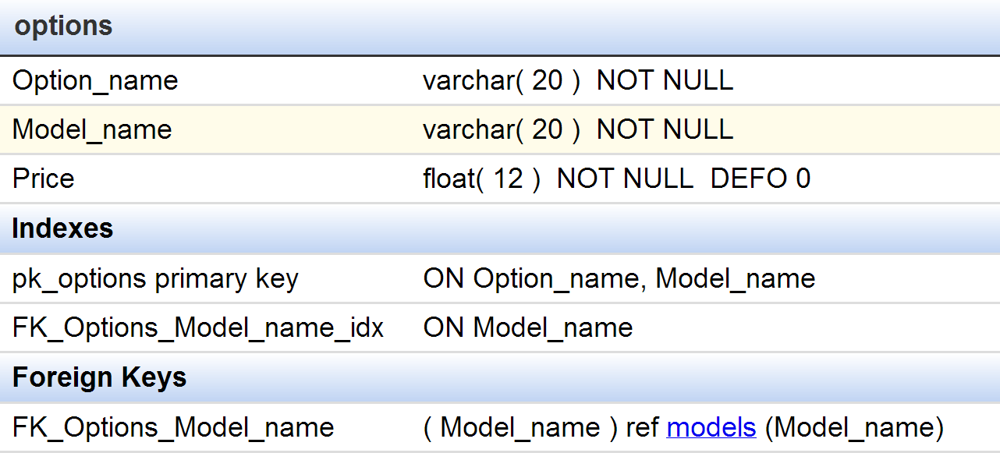 options
Option_name varchar( 20 ) NOT NULL
Model_name varchar( 20 ) NOT NULL
Price float( 12 ) NOT NULL DEFO 0
Indexes
pk_options primary key ON Option_name, Model_name
FK_Options_Model_name_idx ON Model_name
Foreign Keys
FK_Options_Model_name ( Model_name ) ref models (Model_name)